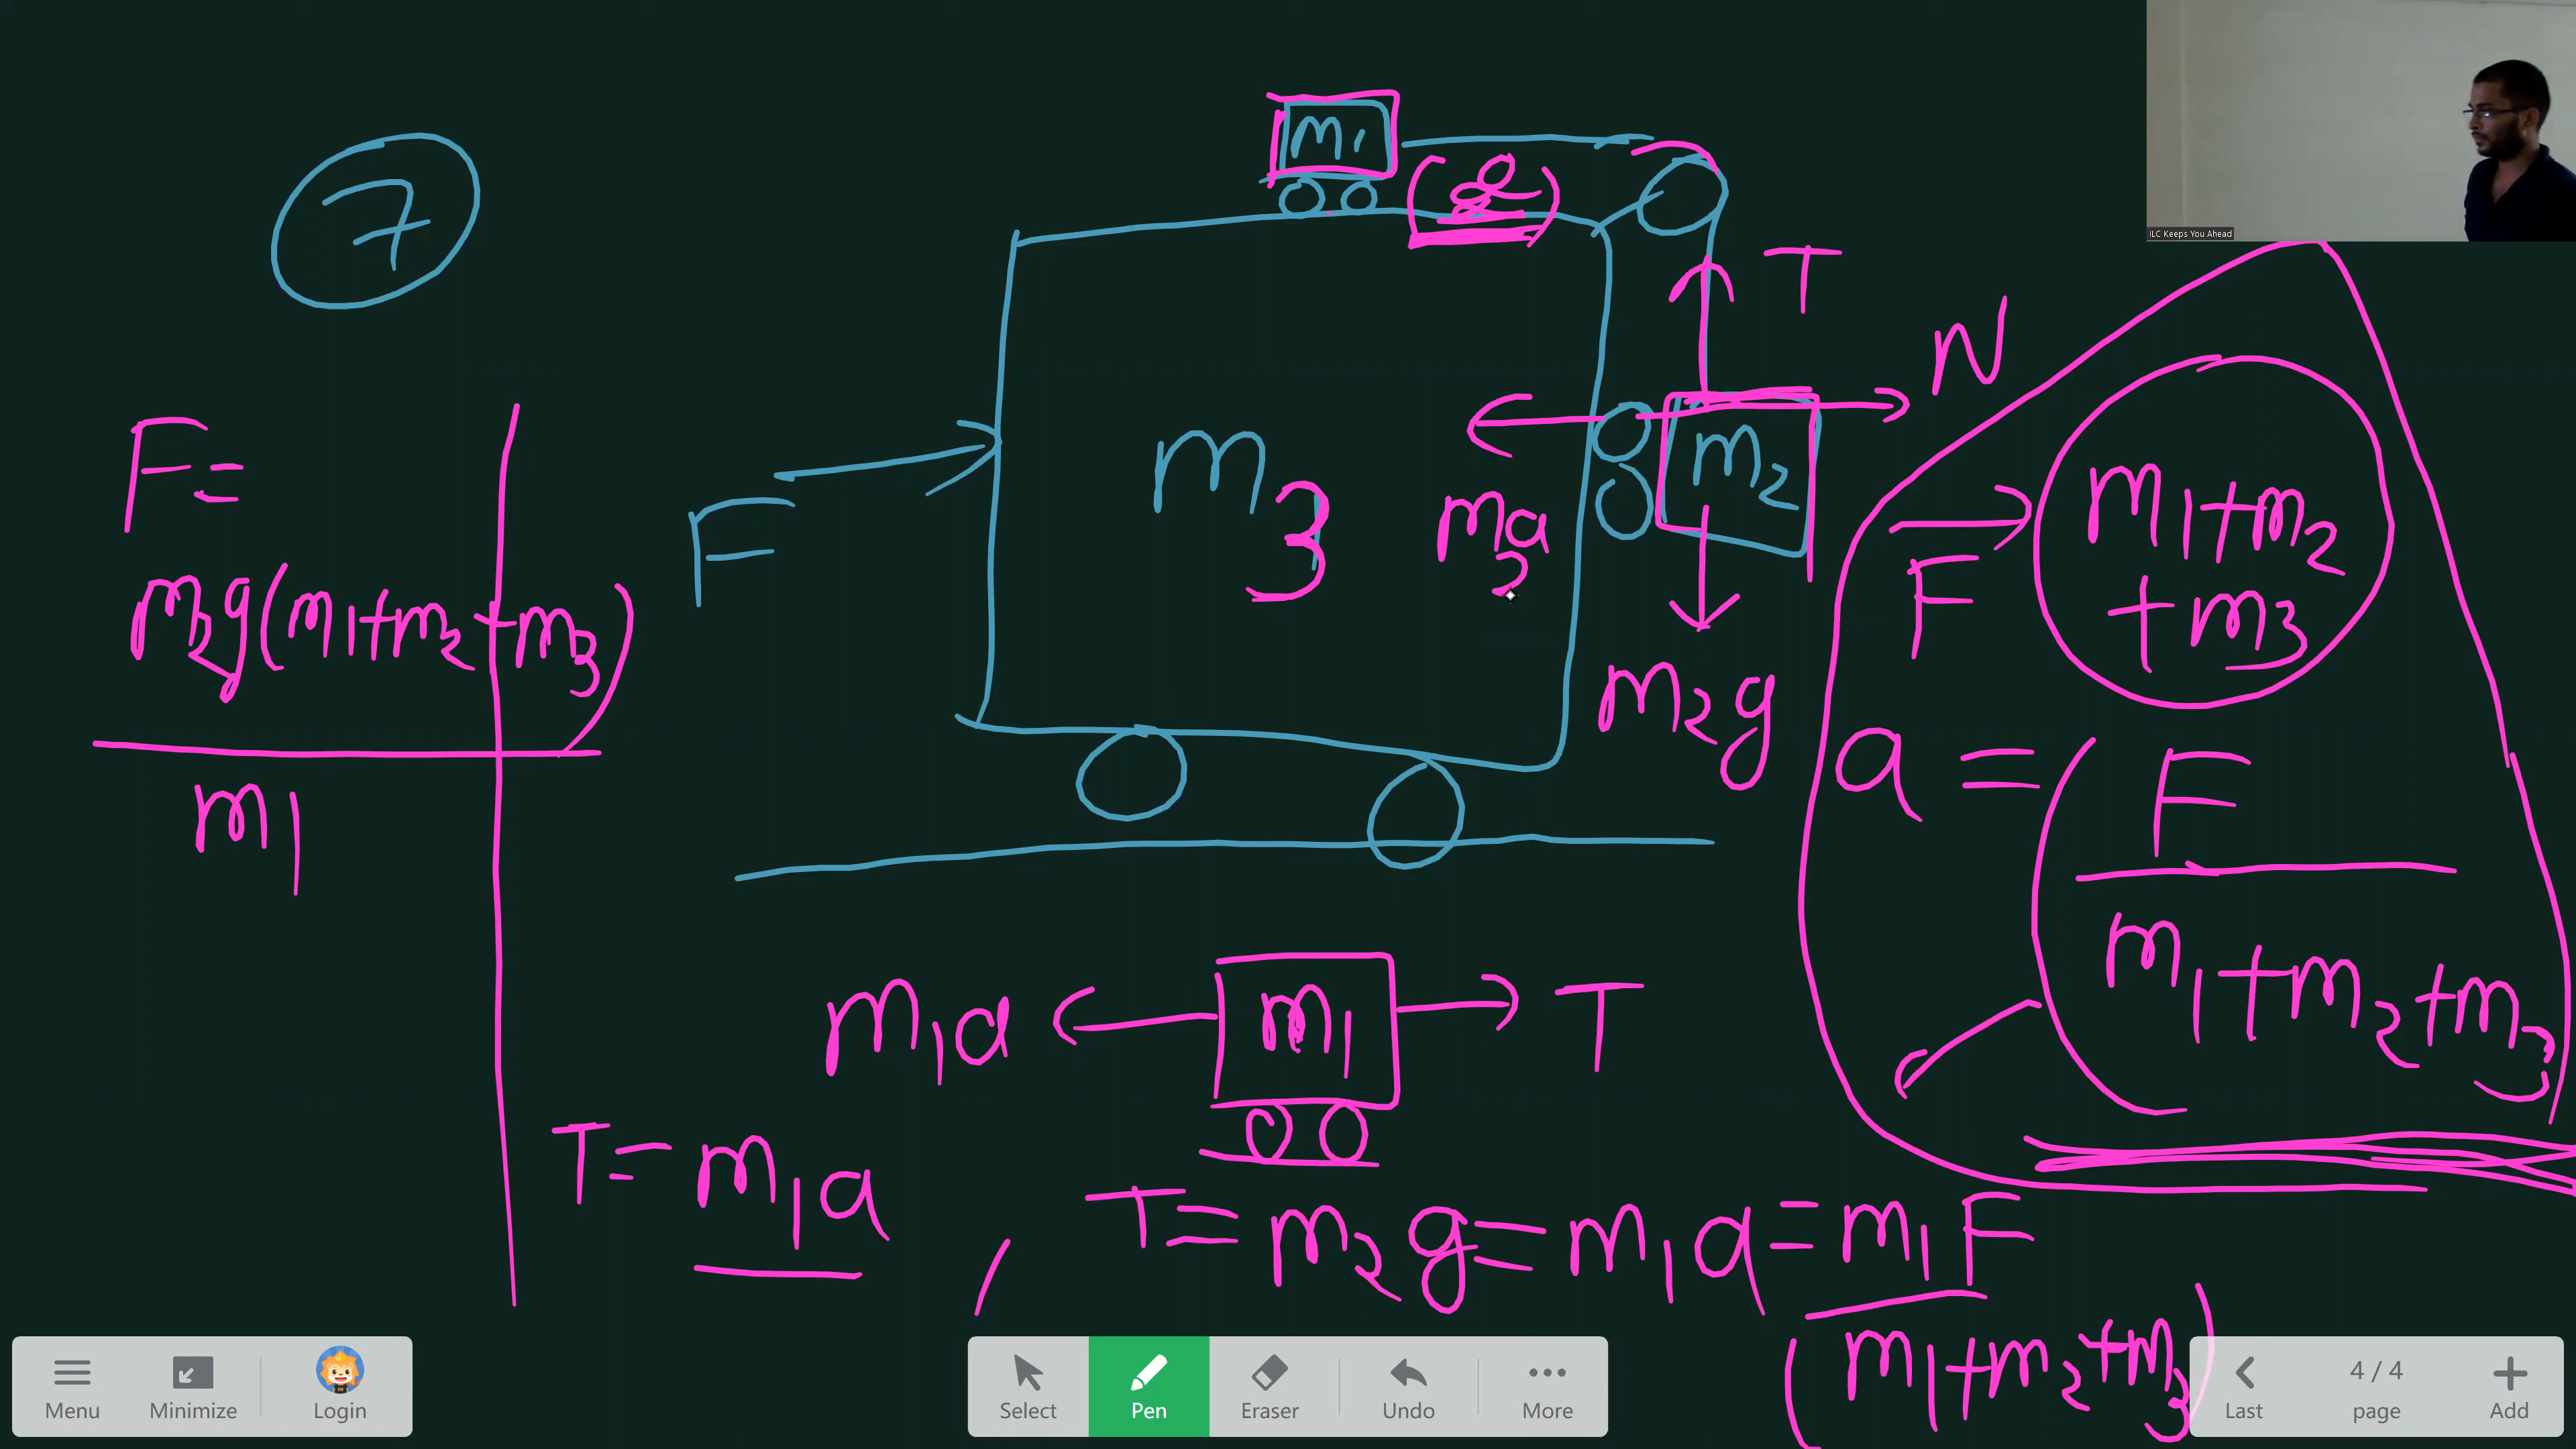 7
m1
T
N
F
m3
m2
m2a
m2g
F=
m2g(m1+m2+m3)
m1
F
m1+m2
+m3
a = F
m1+m2+m3
m1a
m1
T
T= m1a
, T= m2g= m1a= m1F
(m1+m2+m3)
ILC Keeps You Ahead
Menu
Minimize
Login
Select
Pen
Eraser
Undo
More
Last
4 / 4
page
Add